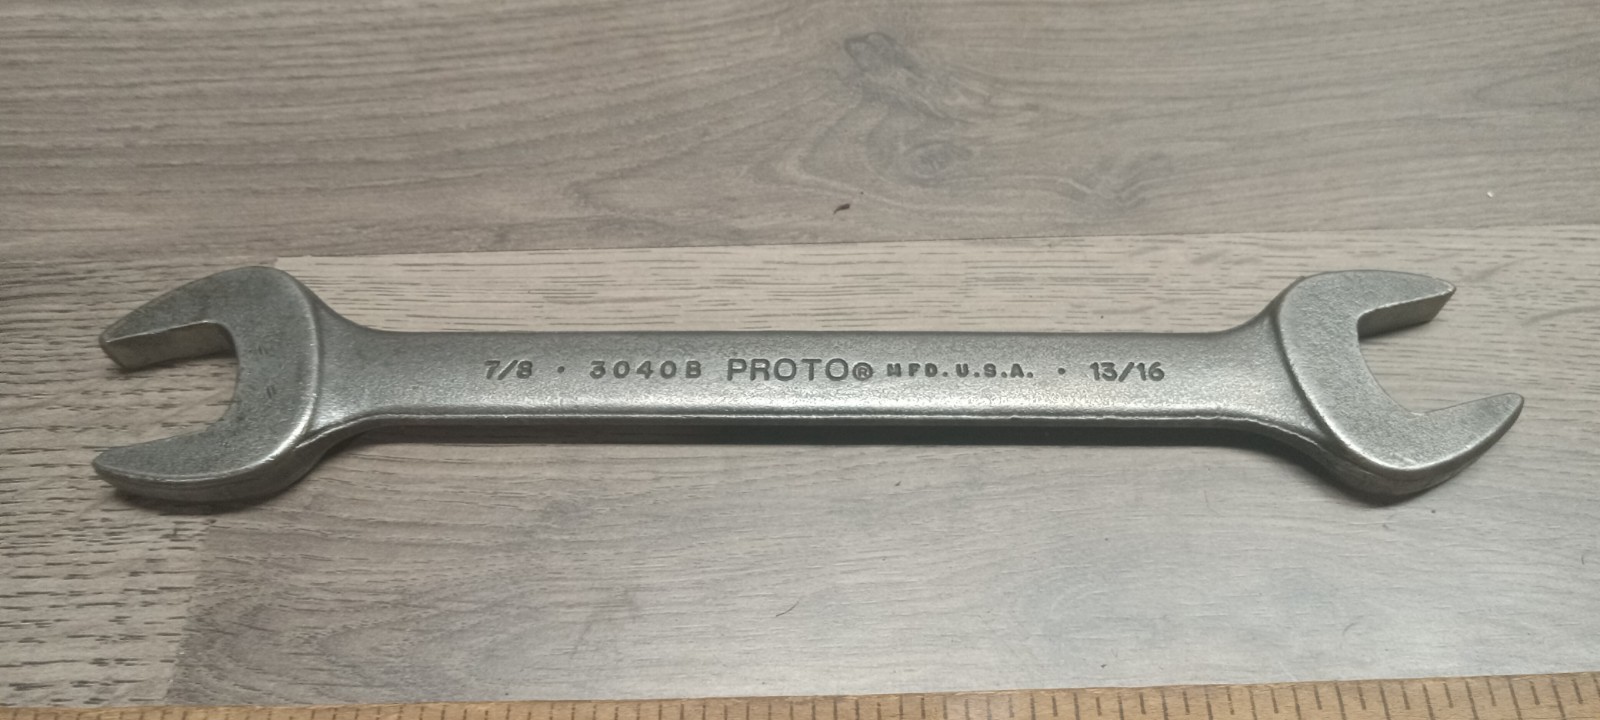 7/8 · 3040B PROTO® MFD. U.S.A. · 13/16